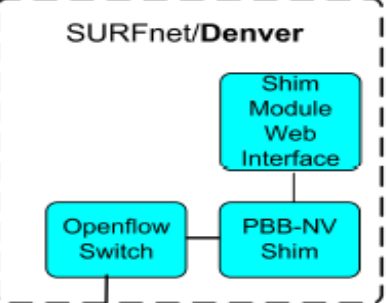 SURFnet/Denver
Shim
Module
Web
Interface
Openflow
Switch
PBB-NV
Shim